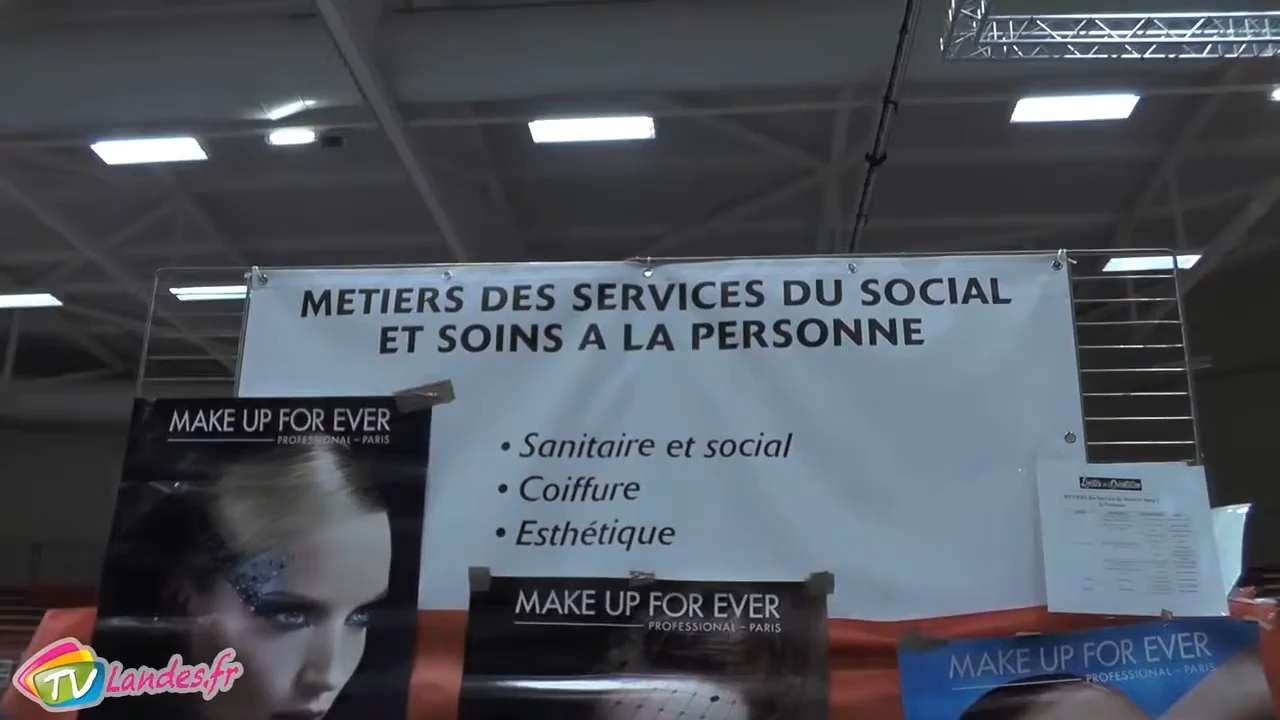 METIERS DES SERVICES DU SOCIAL
ET SOINS A LA PERSONNE
• Sanitaire et social
• Coiffure
• Esthétique
MAKE UP FOR EVER
PROFESSIONAL – PARIS
MAKE UP FOR EVER
PROFESSIONAL – PARIS
MAKE UP FOR EVER
PROFESSIONAL – PARIS
TV Landes.fr